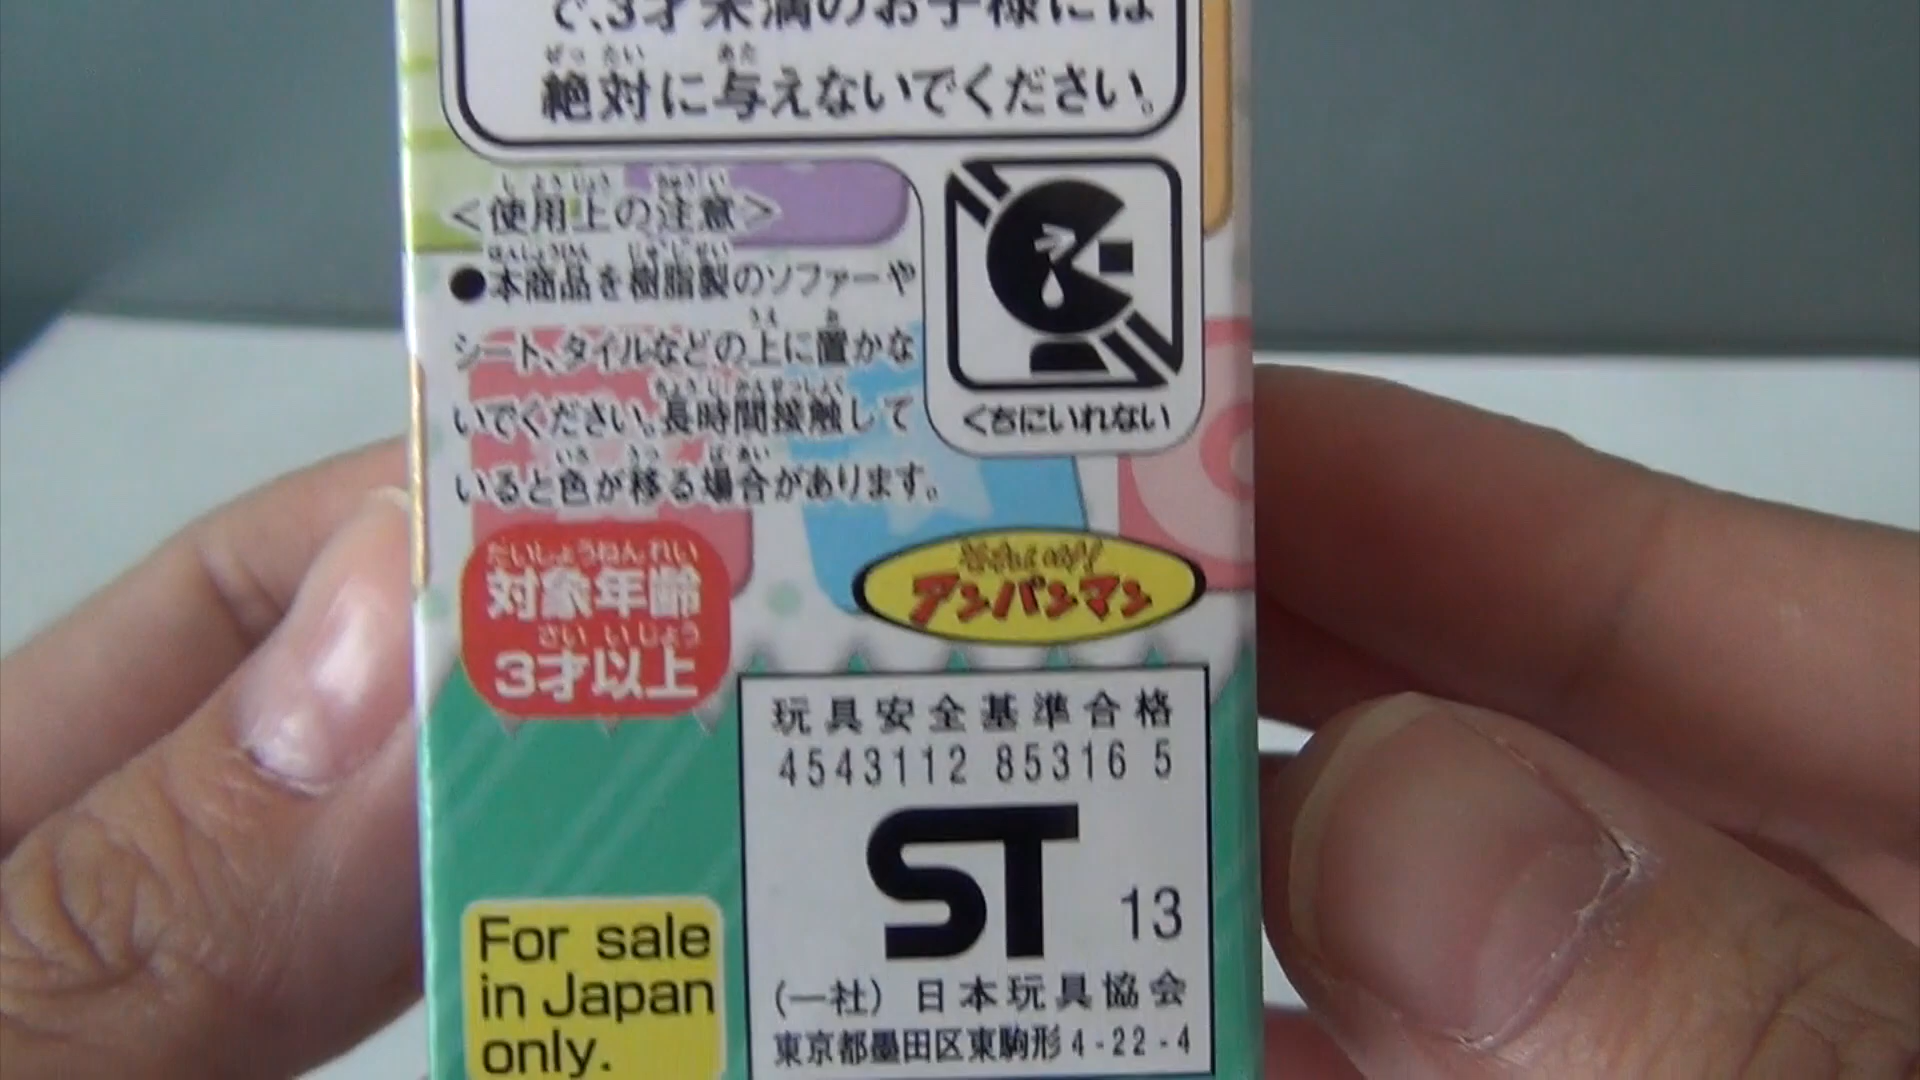 で、3才未満のお子様には
ぜったい あた
絶対に与えないでください。
しようじょう ちゅうい
<使用上の注意>
ほんしょうひん じゅしせい
●本商品を樹脂製のソファーや
うえ お
シート、タイルなどの上に置かな
ちょうじかんせっしょく
いでください。長時間接触して
いろ うつ ばあい
いると色が移る場合があります。
くちにいれない
たいしょうねんれい
対象年齢
さい いじょう
3才以上
それいけ!
アンパンマン
玩具安全基準合格
4543112 85316 5
ST 13
(一社) 日本玩具協会
東京都墨田区東駒形4-22-4
For sale
in Japan
only.